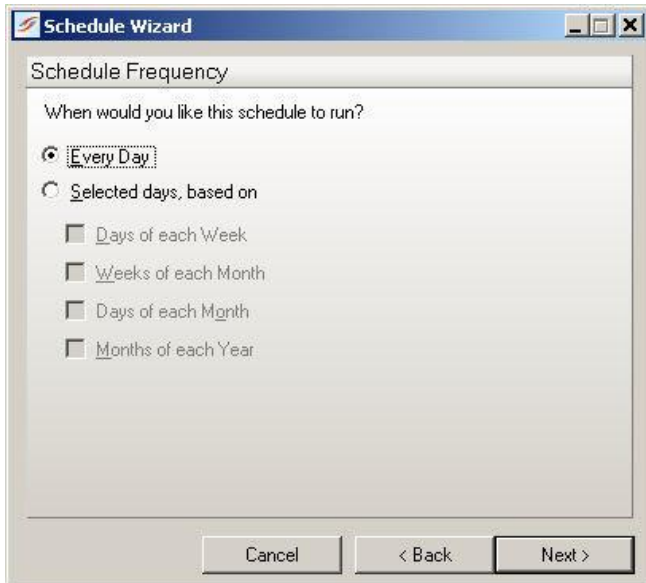 Schedule Wizard
Schedule Frequency
When would you like this schedule to run?
Every Day
Selected days, based on
Days of each Week
Weeks of each Month
Days of each Month
Months of each Year
Cancel
< Back
Next >